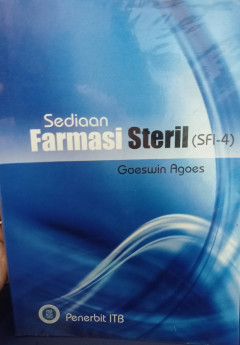 Sediaan
Farmasi Steril (SFI-4)
Goeswin Agoes
Penerbit ITB